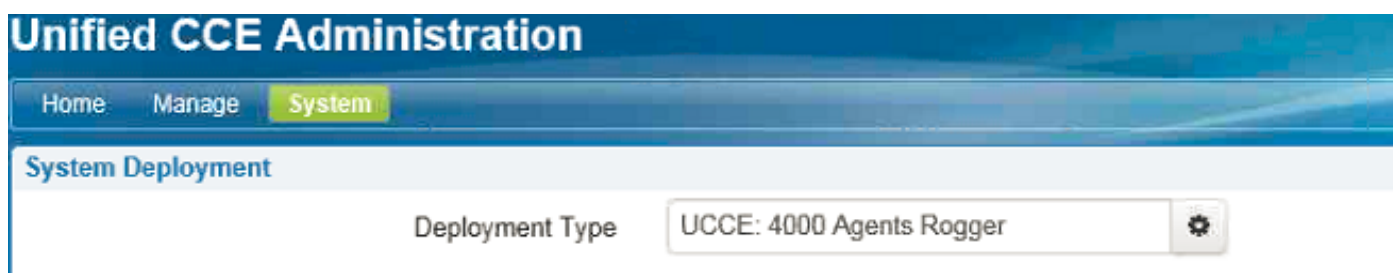 Unified CCE Administration
Home Manage System
System Deployment
Deployment Type UCCE: 4000 Agents Rogger